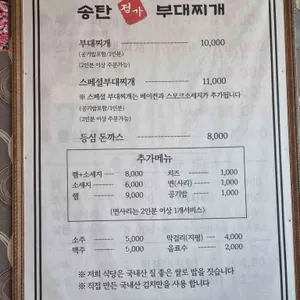 송탄 정가 부대찌개
부대찌개 10,000
(공기밥포함/1인분)
(2인분 이상 주문가능)
스페셜부대찌개 11,000
※ 스페셜 부대찌개는 베이컨과 스모크소세지가 추가됩니다
(공기밥포함/1인분)
(2인분 이상 주문가능)
등심 돈까스 8,000
추가메뉴
햄+소세지 8,000 치즈 1,000
소세지 6,000 면(사리) 1,000
햄 9,000 공기밥 1,000
(면사리는 2인분 이상 1개서비스)
소주 5,000 막걸리(지평) 4,000
맥주 5,000 음료수 2,000
※ 저희 식당은 국내산 질 좋은 쌀로 밥을 짓습니다
※ 직접 만든 국내산 김치만을 사용 합니다